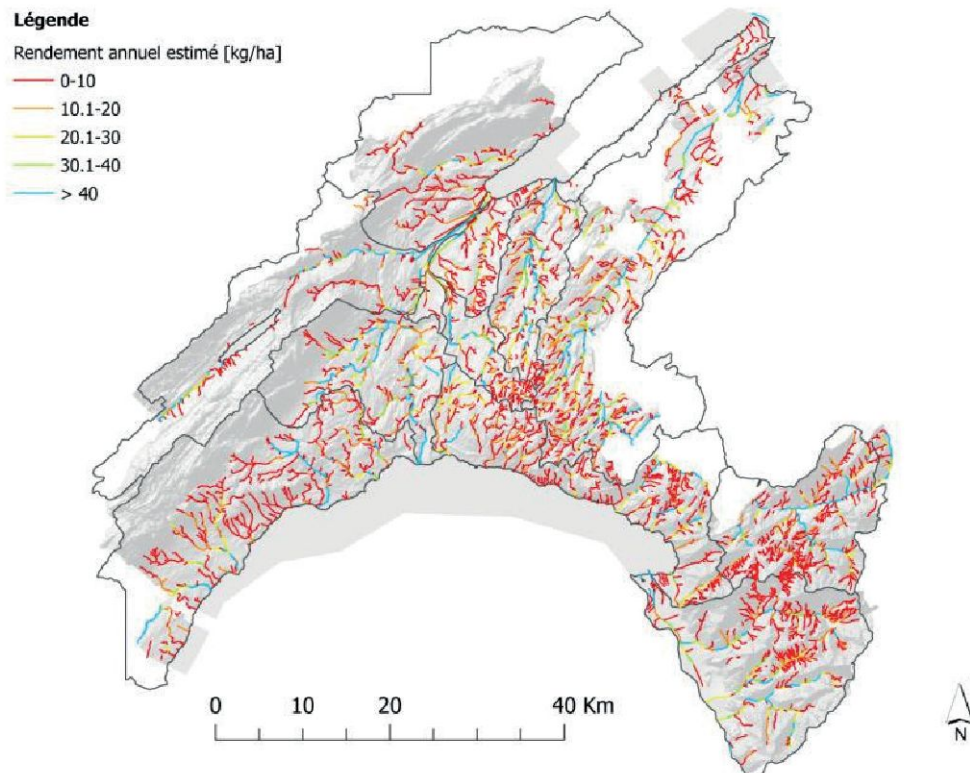 Légende
Rendement annuel estimé [kg/ha]
0-10
10.1-20
20.1-30
30.1-40
> 40
0 10 20 40 Km
N